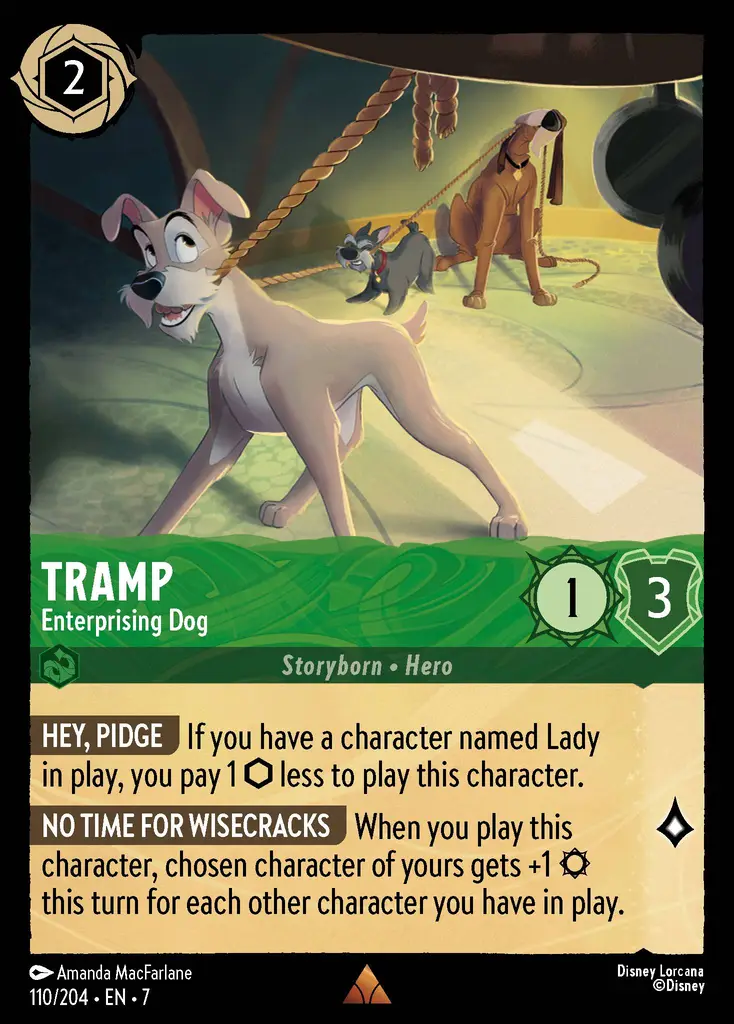 2
TRAMP
Enterprising Dog
1
3
Storyborn • Hero
HEY, PIDGE If you have a character named Lady
in play, you pay 1 ⬡ less to play this character.
NO TIME FOR WISECRACKS When you play this
character, chosen character of yours gets +1 ¤
this turn for each other character you have in play.
Amanda MacFarlane
110/204 • EN • 7
Disney Lorcana
©Disney